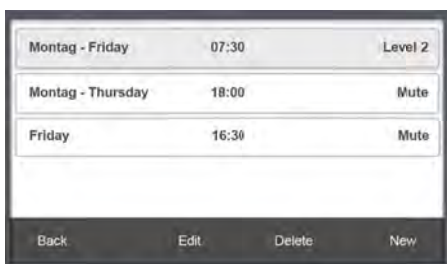 Montag - Friday 07:30 Level 2
Montag - Thursday 18:00 Mute
Friday 16:30 Mute
Back Edit Delete New